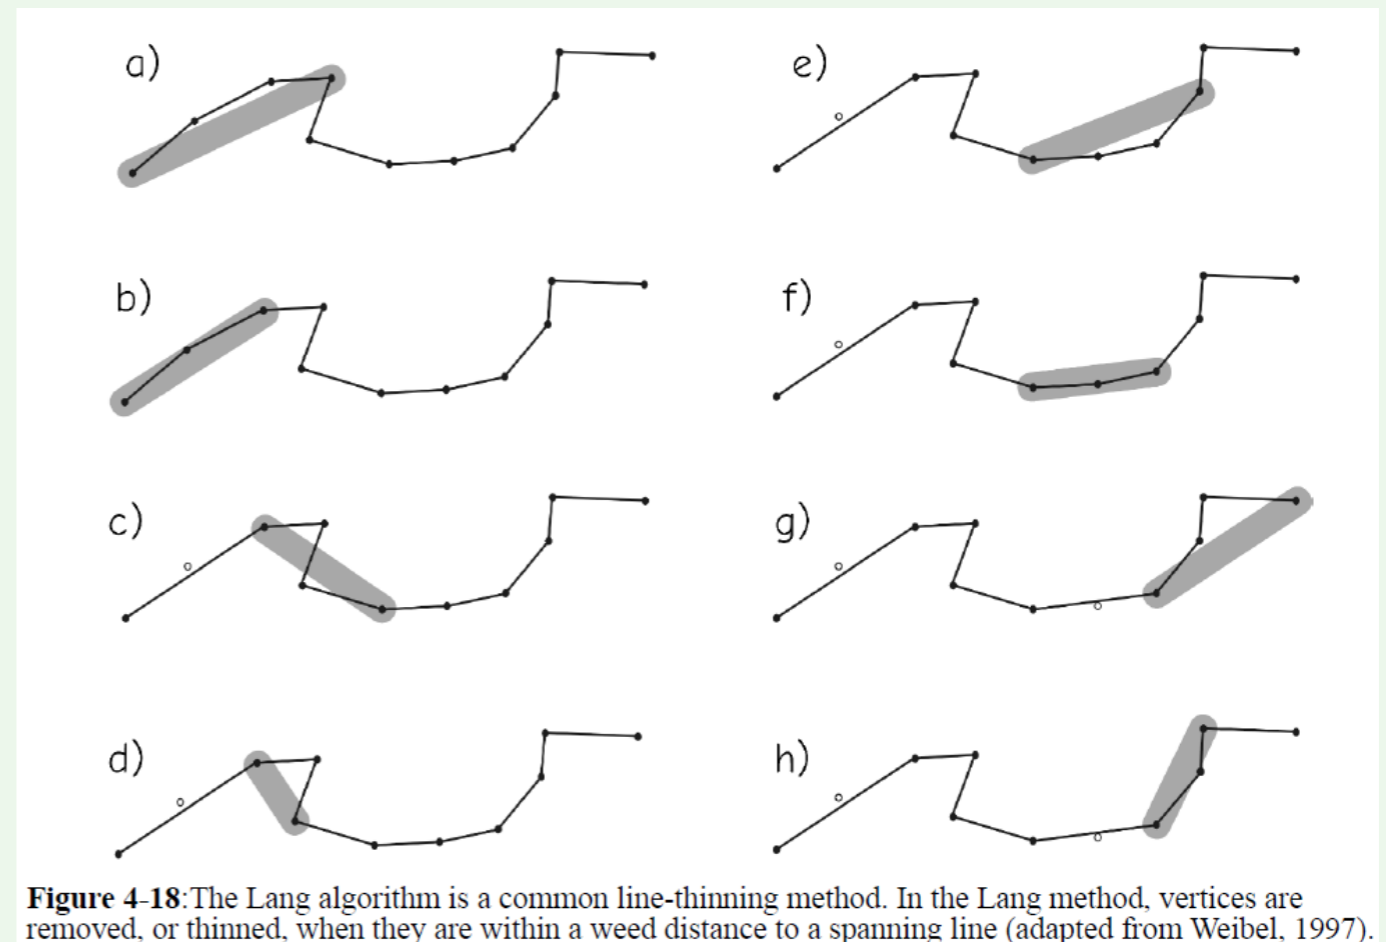 a)
e)
b)
f)
c)
g)
d)
h)
Figure 4-18:The Lang algorithm is a common line-thinning method. In the Lang method, vertices are
removed, or thinned, when they are within a weed distance to a spanning line (adapted from Weibel, 1997).